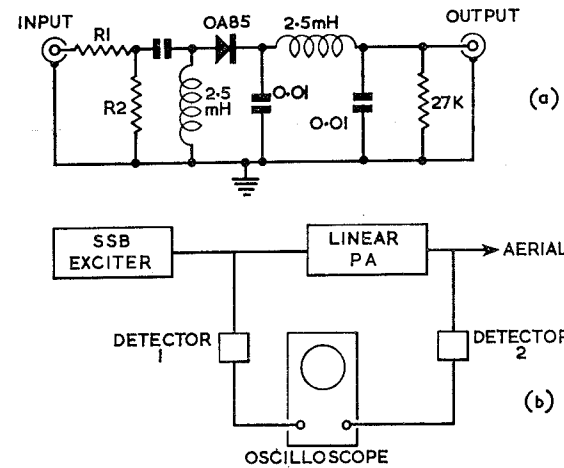 INPUT
R1
OA85
2.5mH
OUTPUT
R2
2.5
mH
0.01
0.01
27K
(a)
SSB
EXCITER
LINEAR
PA
AERIAL
DETECTOR
1
DETECTOR
2
(b)
OSCILLOSCOPE